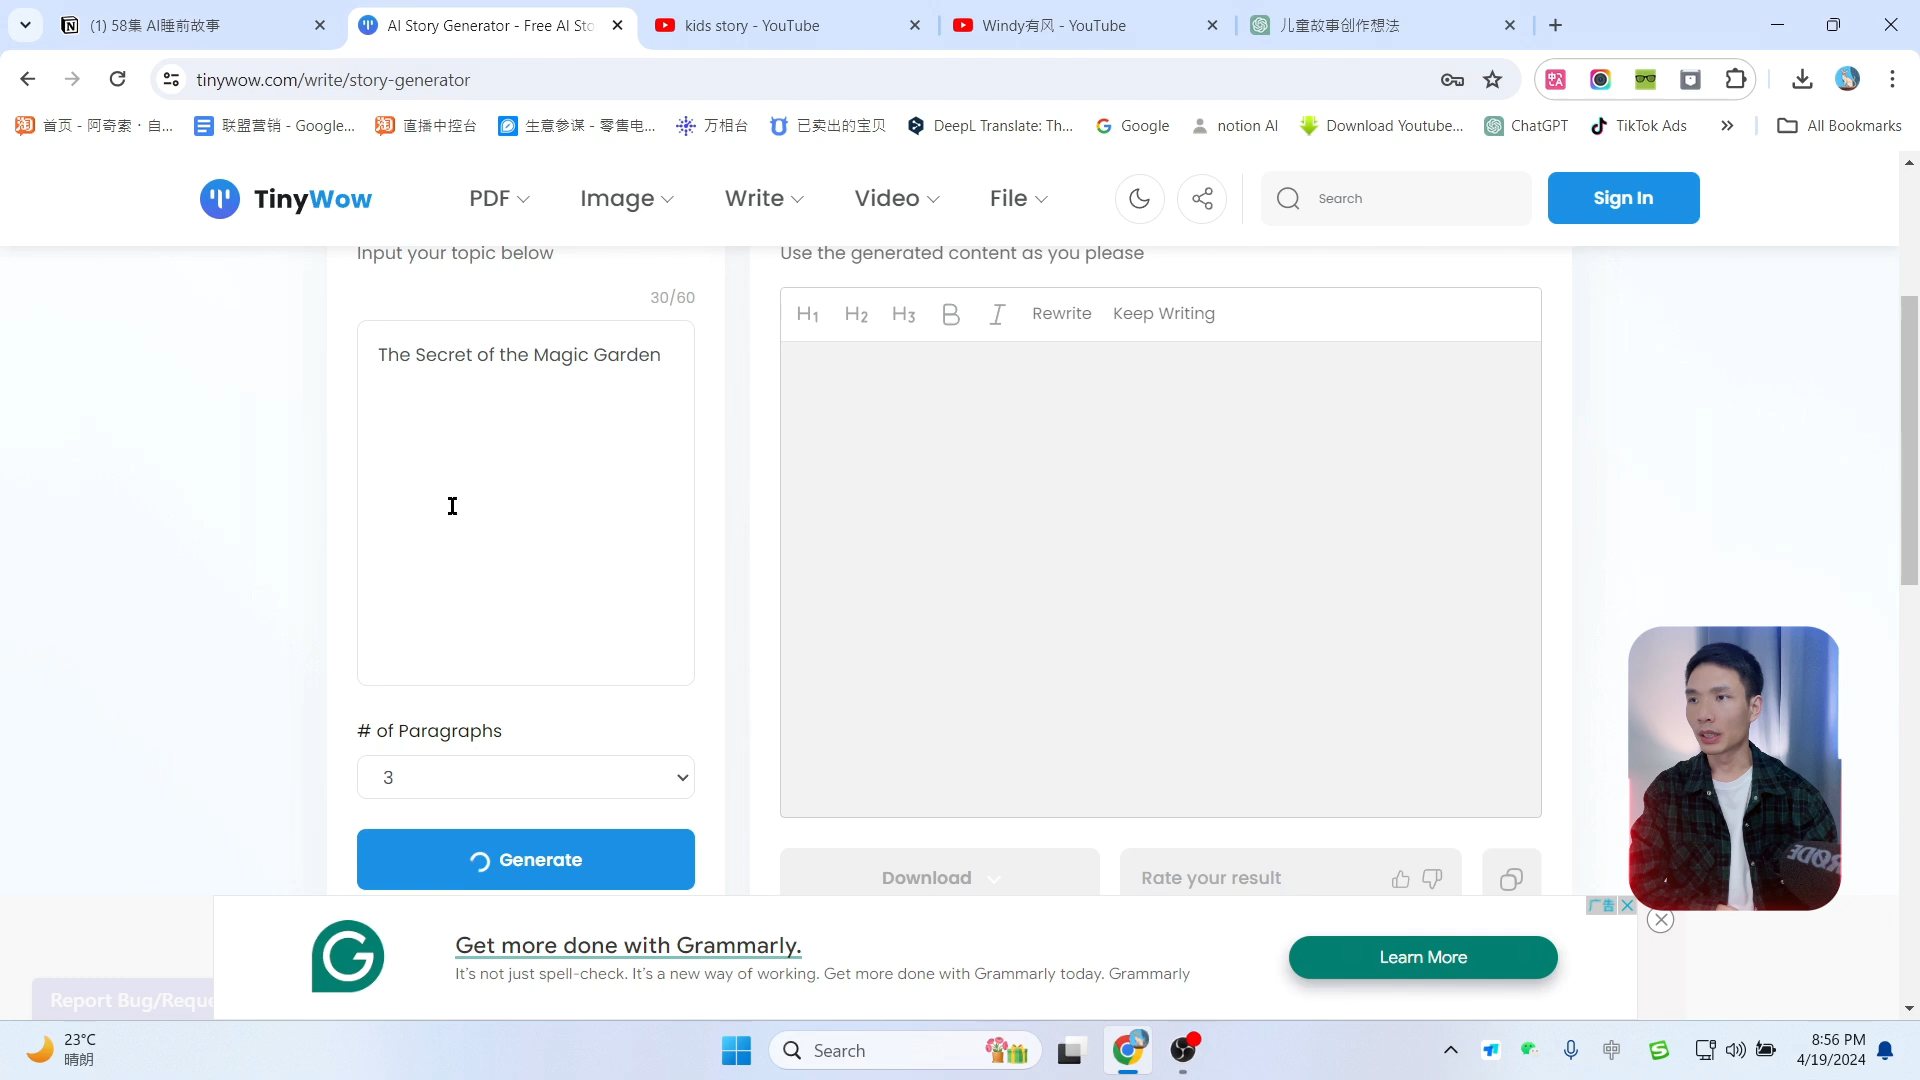 (1) 58集 AI睡前故事
AI Story Generator - Free AI Sto
kids story - YouTube
Windy有风 - YouTube
儿童故事创作想法
tinywow.com/write/story-generator
首页 - 阿奇索 · 自...
联盟营销 - Google...
直播中控台
生意参谋 - 零售电...
万相台
已卖出的宝贝
DeepL Translate: Th...
Google
notion AI
Download Youtube...
ChatGPT
TikTok Ads
All Bookmarks
TinyWow
PDF
Image
Write
Video
File
Search
Sign In
Input your topic below
Use the generated content as you please
30/60
H1 H2 H3 B I Rewrite Keep Writing
The Secret of the Magic Garden
# of Paragraphs
3
Generate
Download
Rate your result
广告
Get more done with Grammarly.
It's not just spell-check. It's a new way of working. Get more done with Grammarly today. Grammarly
Learn More
Report Bug/Reque
23°C
晴朗
Search
中
8:56 PM
4/19/2024
RODE